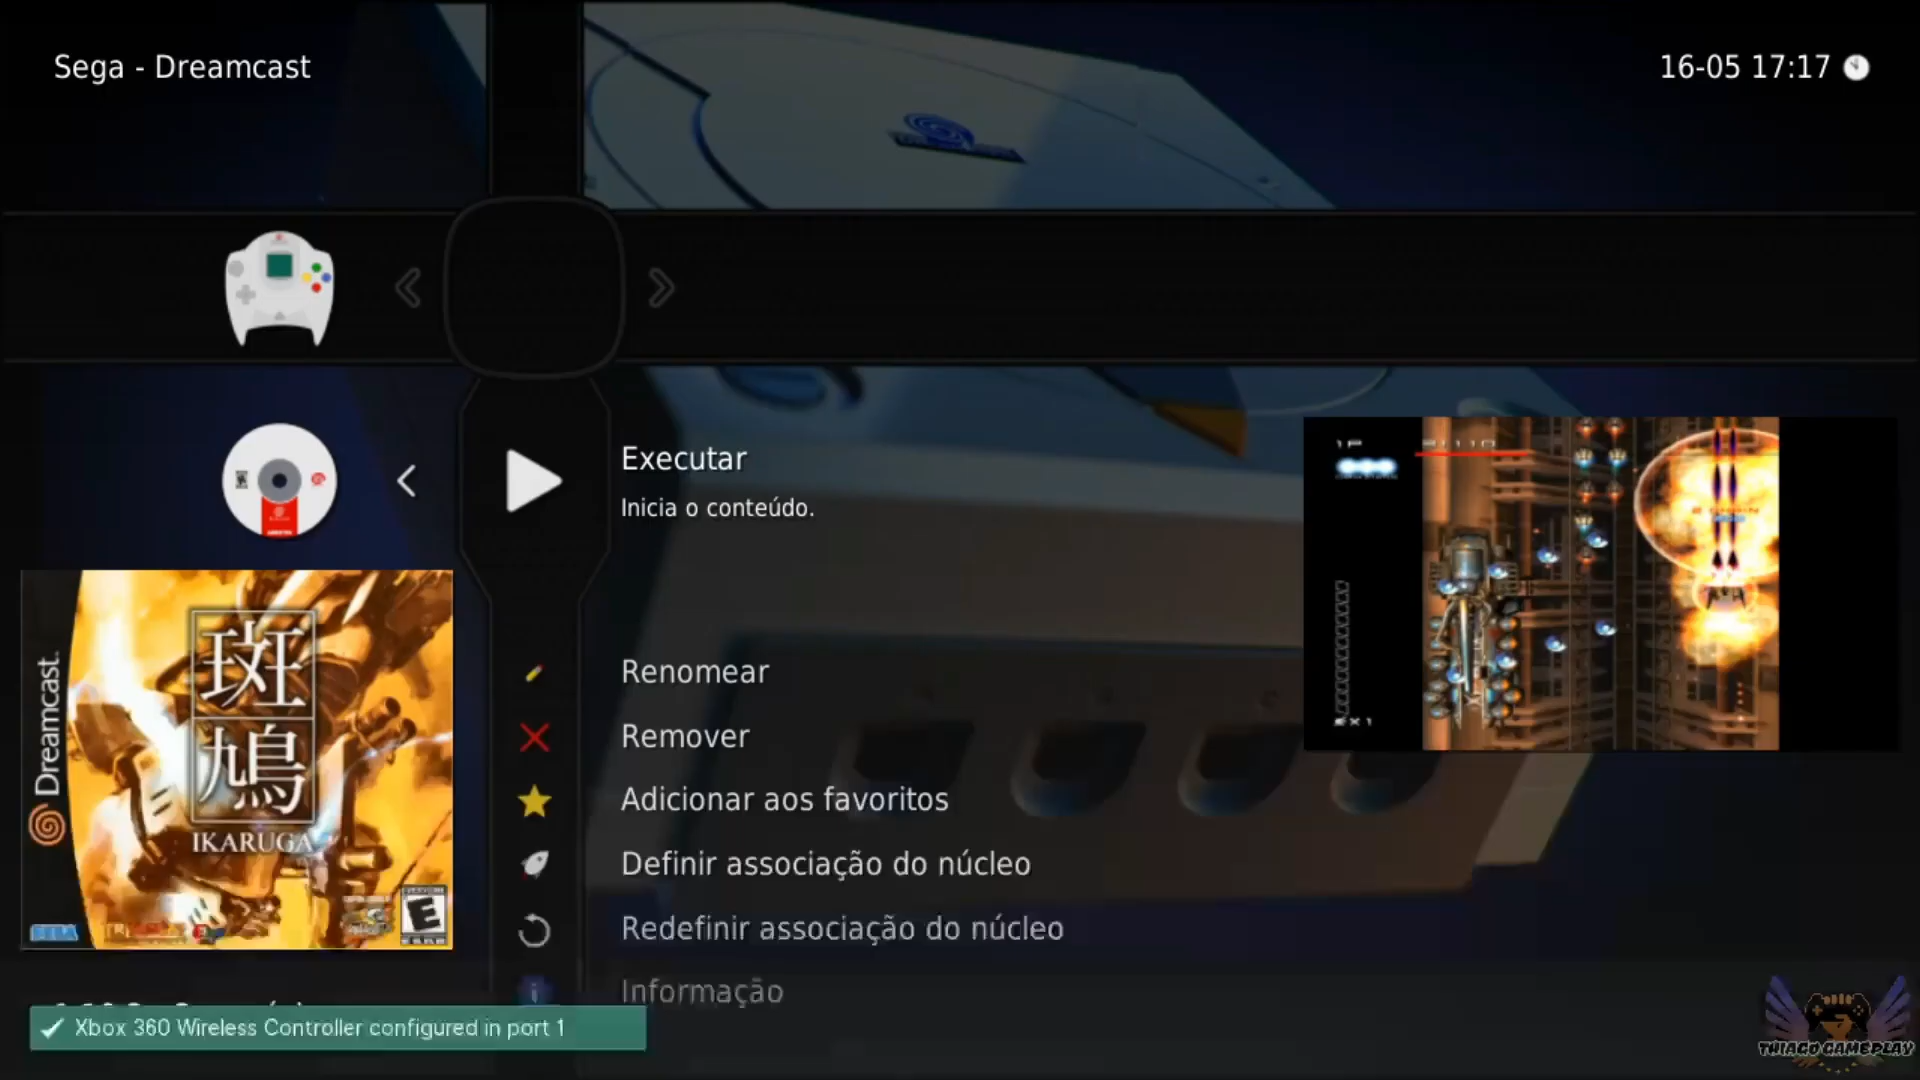 Sega - Dreamcast
16-05 17:17
Executar
Inicia o conteúdo.
1P
Renomear
Remover
Adicionar aos favoritos
Definir associação do núcleo
Redefinir associação do núcleo
Informação
Dreamcast
斑
鳩
IKARUGA
SEGA
E
Xbox 360 Wireless Controller configured in port 1
THIAGO GAMEPLAY